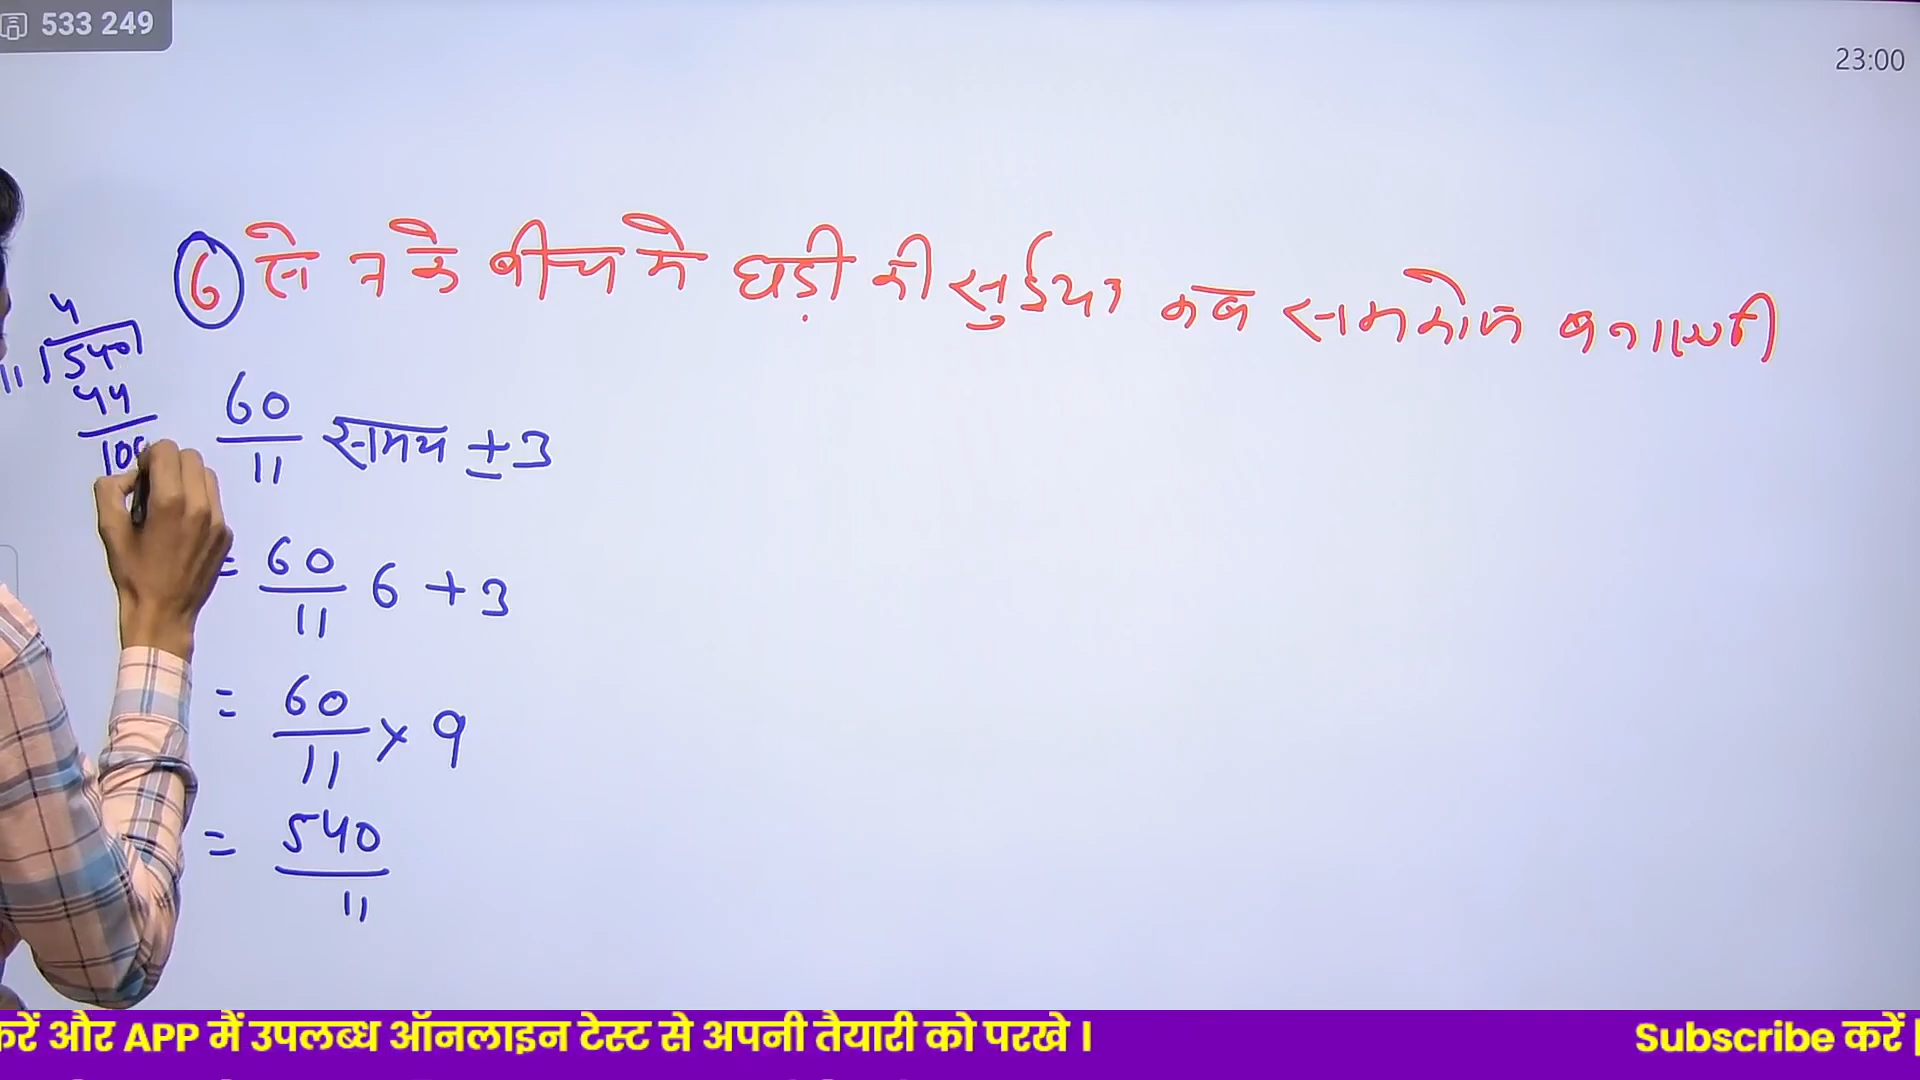 533 249
23:00
6 से 7 के बीच मे घड़ी की सुईया कब समकोण बनाएगी
4
11 540
44
100
60/11 समय ± 3
= 60/11 6 + 3
= 60/11 × 9
= 540/11
करें और APP मैं उपलब्ध ऑनलाइन टेस्ट से अपनी तैयारी को परखे ।
Subscribe करें |